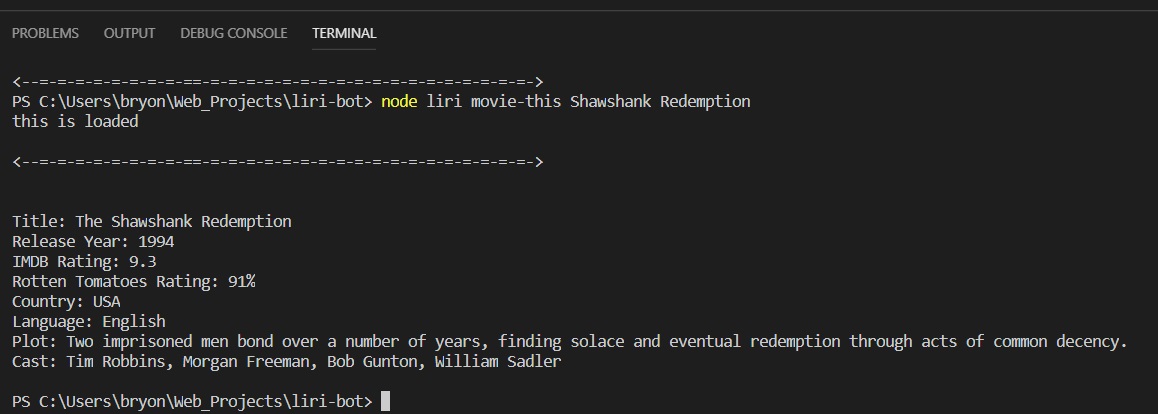 PROBLEMS OUTPUT DEBUG CONSOLE TERMINAL
<--=-=-=-=-=-=-=-=-==-=-=-=-=-=-=-=-=-=-=-=-=-=-=-=-=-=-=->
PS C:\Users\bryon\Web_Projects\liri-bot> node liri movie-this Shawshank Redemption
this is loaded
<--=-=-=-=-=-=-=-=-==-=-=-=-=-=-=-=-=-=-=-=-=-=-=-=-=-=-=->
Title: The Shawshank Redemption
Release Year: 1994
IMDB Rating: 9.3
Rotten Tomatoes Rating: 91%
Country: USA
Language: English
Plot: Two imprisoned men bond over a number of years, finding solace and eventual redemption through acts of common decency.
Cast: Tim Robbins, Morgan Freeman, Bob Gunton, William Sadler
PS C:\Users\bryon\Web_Projects\liri-bot>